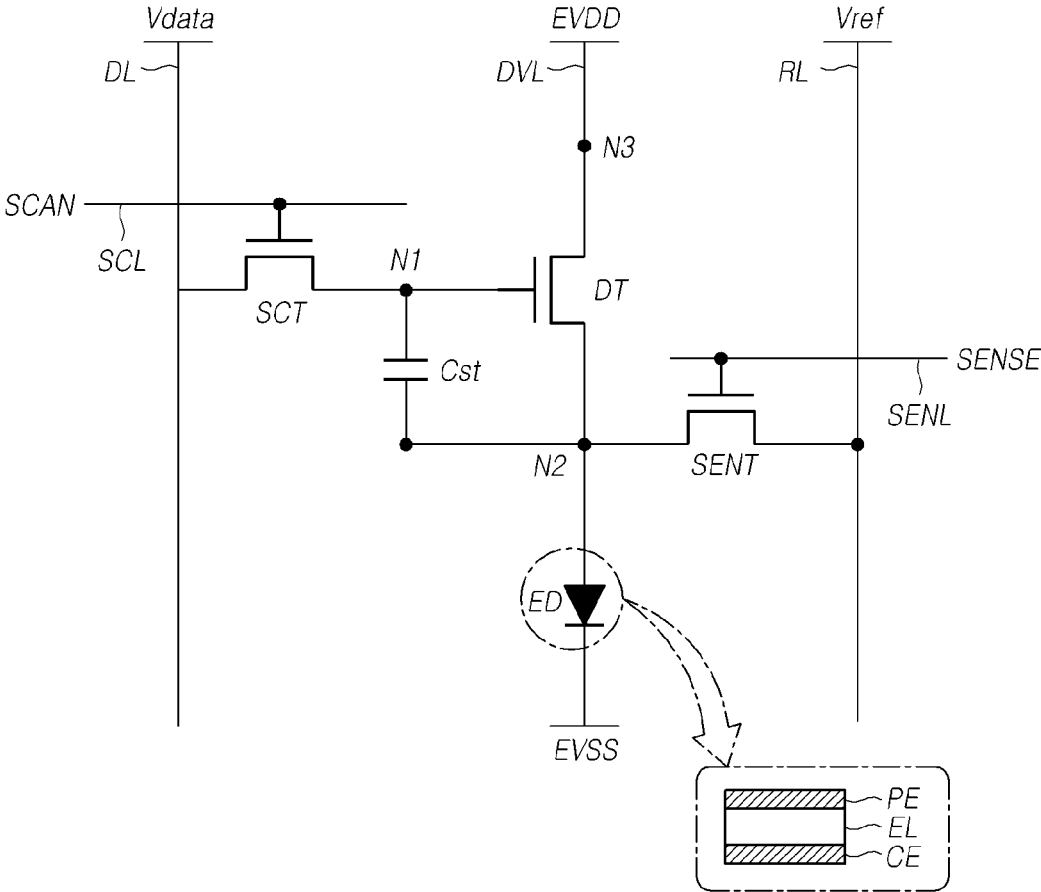 Vdata
EVDD
Vref
DL
DVL
RL
N3
SCAN
SCL
N1
DT
SCT
Cst
SENSE
SENL
N2
SENT
ED
EVSS
PE
EL
CE